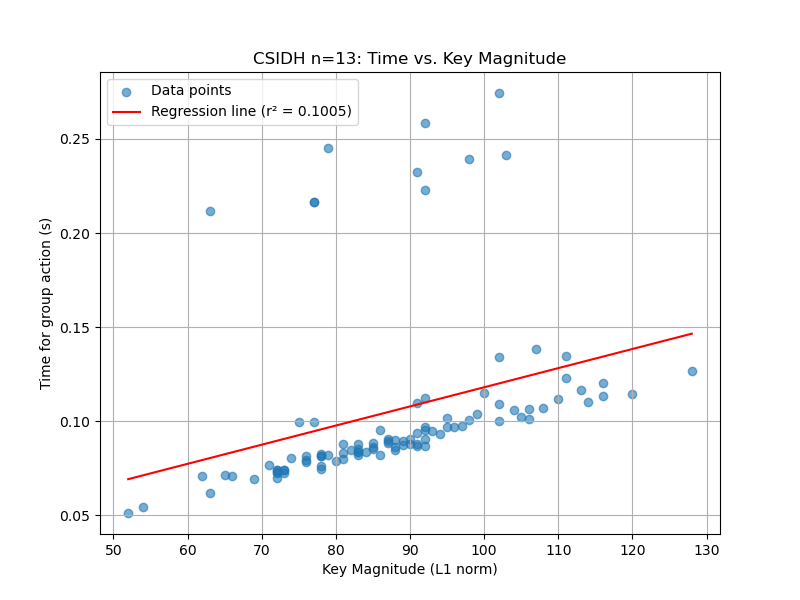 CSIDH n=13: Time vs. Key Magnitude
Data points
Regression line (r² = 0.1005)
Time for group action (s)
0.25
0.20
0.15
0.10
0.05
50 60 70 80 90 100 110 120 130
Key Magnitude (L1 norm)